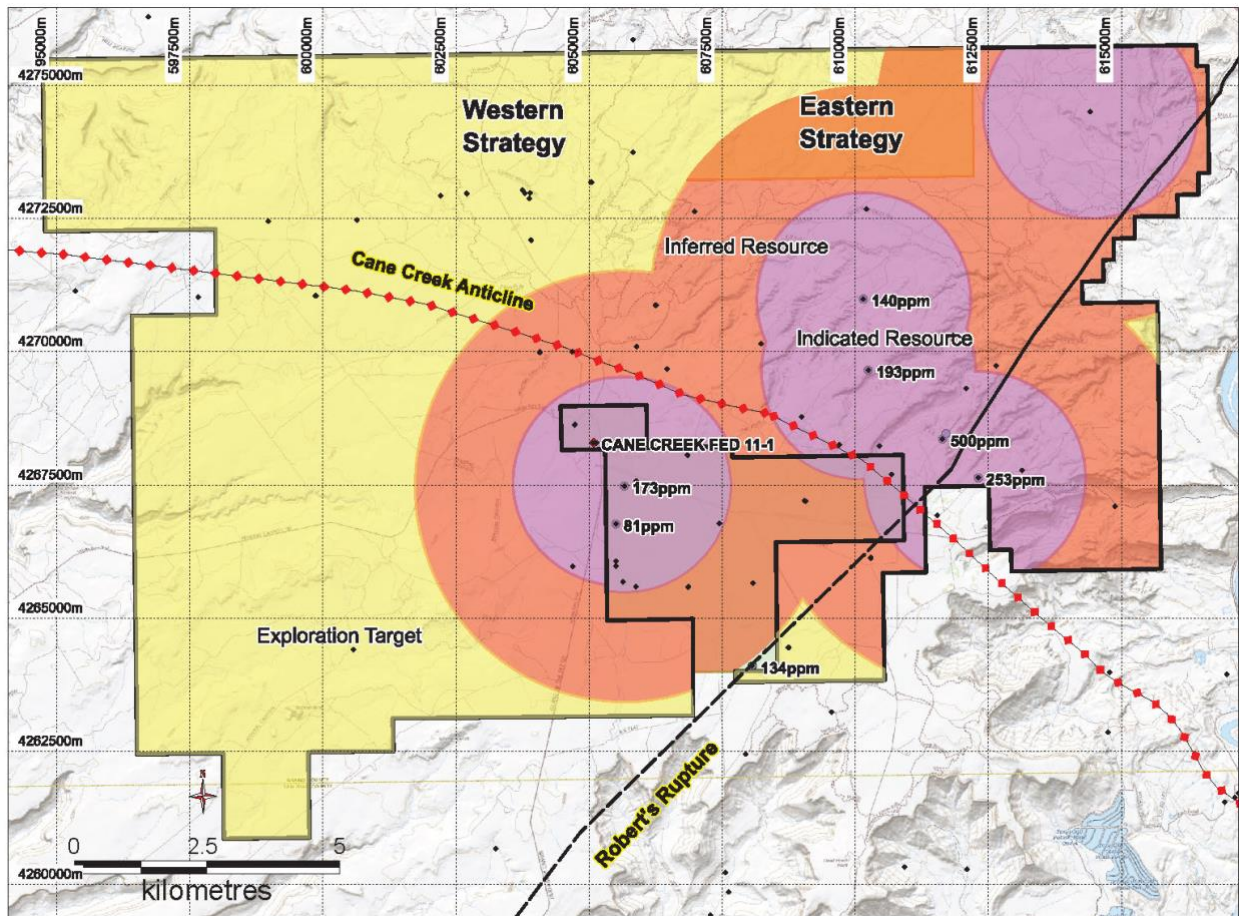 95000m
597500m
600000m
602500m
605000m
607500m
610000m
612500m
615000m
4275000m
Western
Strategy
Eastern
Strategy
4272500m
Inferred Resource
Cane Creek Anticline
140ppm
Indicated Resource
4270000m
193ppm
500ppm
CANE CREEK FED 11-1
253ppm
4267500m
173ppm
81ppm
4265000m
Exploration Target
134ppm
4262500m
N
Robert's Rupture
0 2.5 5
kilometres
4260000m